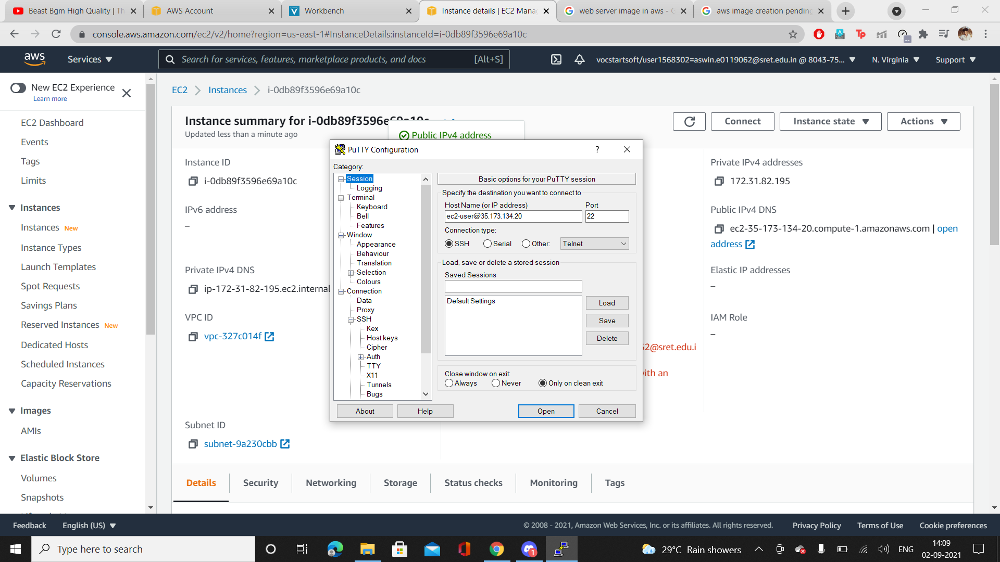 Beast Bgm High Quality | Th
AWS Account
Workbench
Instance details | EC2 Mana
web server image in aws - G
aws image creation pending
console.aws.amazon.com/ec2/v2/home?region=us-east-1#InstanceDetails:instanceId=i-0db89f3596e69a10c
aws
Services
Search for services, features, marketplace products, and docs
[Alt+S]
vocstartsoft/user1568302=aswin.e0119062@sret.edu.in @ 8043-75...
N. Virginia
Support
New EC2 Experience
Learn more
EC2 Dashboard
Events
Tags
Limits
Instances
Instances New
Instance Types
Launch Templates
Spot Requests
Savings Plans
Reserved Instances New
Dedicated Hosts
Scheduled Instances
Capacity Reservations
Images
AMIs
Elastic Block Store
Volumes
Snapshots
EC2
Instances
i-0db89f3596e69a10c
Instance summary for i-0db89f3596e69a10c
Updated less than a minute ago
Connect
Instance state
Actions
Public IPv4 address
Instance ID
i-0db89f3596e69a10c
IPv6 address
–
Private IPv4 DNS
ip-172-31-82-195.ec2.internal
VPC ID
vpc-327c014f
Subnet ID
subnet-9a230cbb
PuTTY Configuration
?
Category:
Session
Logging
Terminal
Keyboard
Bell
Features
Window
Appearance
Behaviour
Translation
Selection
Colours
Connection
Data
Proxy
SSH
Kex
Host keys
Cipher
Auth
TTY
X11
Tunnels
Bugs
Basic options for your PuTTY session
Specify the destination you want to connect to
Host Name (or IP address)
Port
ec2-user@35.173.134.20
22
Connection type:
SSH
Serial
Other:
Telnet
Load, save or delete a stored session
Saved Sessions
Default Settings
Load
Save
Delete
Close window on exit:
Always
Never
Only on clean exit
About
Help
Open
Cancel
2@sret.edu.i
ith an
Private IPv4 addresses
172.31.82.195
Public IPv4 DNS
ec2-35-173-134-20.compute-1.amazonaws.com | open
address
Elastic IP addresses
–
IAM Role
–
Details
Security
Networking
Storage
Status checks
Monitoring
Tags
Feedback
English (US)
© 2008 - 2021, Amazon Web Services, Inc. or its affiliates. All rights reserved.
Privacy Policy
Terms of Use
Cookie preferences
Type here to search
1
29°C Rain showers
ENG
14:09
02-09-2021